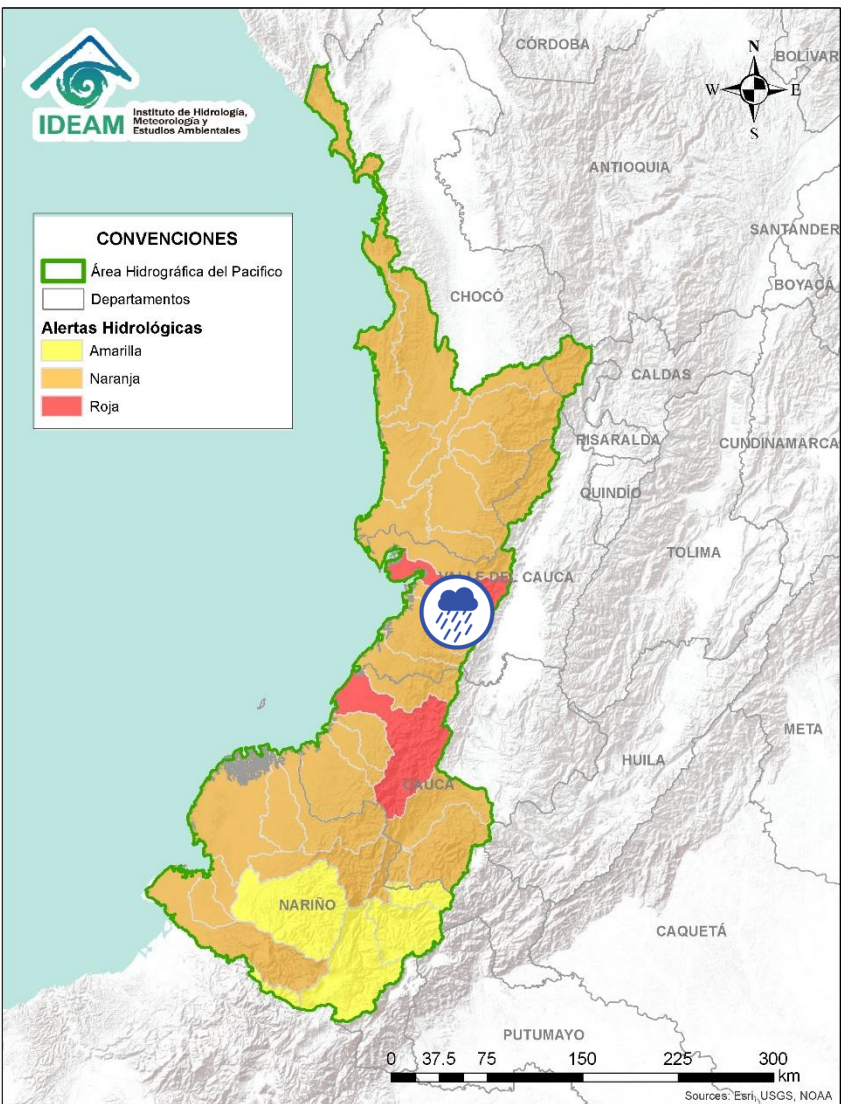 IDEAM
Instituto de Hidrología,
Meteorología y
Estudios Ambientales
CÓRDOBA
BOLÍVAR
N
W
E
S
ANTIOQUIA
SANTANDER
BOYACÁ
CONVENCIONES
Área Hidrográfica del Pacifico
Departamentos
Alertas Hidrológicas
Amarilla
Naranja
Roja
CHOCÓ
CALDAS
RISARALDA
CUNDINAMARCA
QUINDÍO
TOLIMA
VALLE DEL CAUCA
META
HUILA
CAUCA
NARIÑO
CAQUETÁ
PUTUMAYO
0 37.5 75 150 225 300
km
Sources: Esri, USGS, NOAA